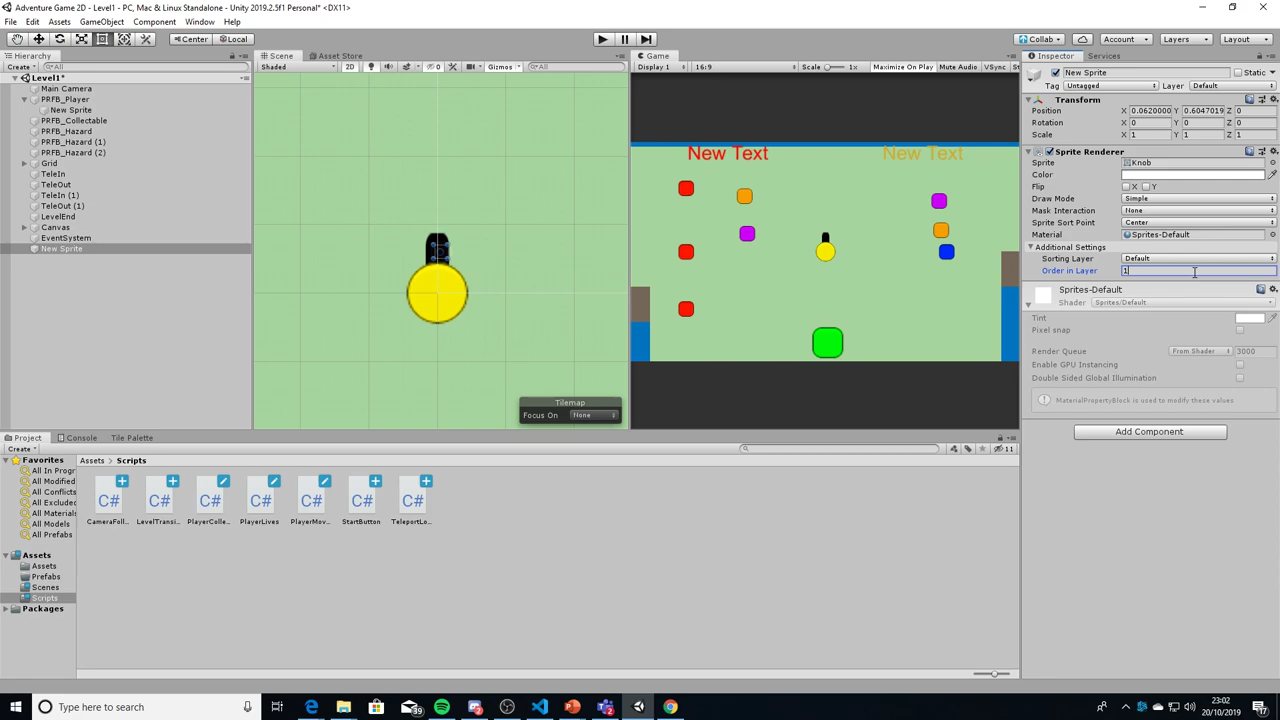 Adventure Game 2D - Level1 - PC, Mac & Linux Standalone - Unity 2019.2.5f1 Personal* <DX11>
File Edit Assets GameObject Component Window Help
Center Local Collab Account Layers Layout
Hierarchy
Create All
Level1*
Main Camera
PRFB_Player
New Sprite
PRFB_Collectable
PRFB_Hazard
PRFB_Hazard (1)
PRFB_Hazard (2)
Grid
TeleIn
TeleOut
TeleIn (1)
TeleOut (1)
LevelEnd
Canvas
EventSystem
New Sprite
Scene Asset Store
Shaded 2D 0 Gizmos All
Tilemap
Focus On None
Game
Display 1 16:9 Scale 1x Maximize On Play Mute Audio VSync
New Text New Text
Inspector Services
New Sprite Static
Tag Untagged Layer Default
Transform
Position X 0.0620000 Y 0.6047019 Z 0
Rotation X 0 Y 0 Z 0
Scale X 1 Y 1 Z 1
Sprite Renderer
Sprite Knob
Color
Flip X Y
Draw Mode Simple
Mask Interaction None
Sprite Sort Point Center
Material Sprites-Default
Additional Settings
Sorting Layer Default
Order in Layer 1
Sprites-Default
Shader Sprites/Default
Tint
Pixel snap
Render Queue From Shader 3000
Enable GPU Instancing
Double Sided Global Illumination
MaterialPropertyBlock is used to modify these values
Add Component
Project Console Tile Palette
Create 11
Favorites
All In Progr
All Modified
All Conflicts
All Excluded
All Materials
All Models
All Prefabs
Assets
Assets
Prefabs
Scenes
Scripts
Packages
Assets Scripts
C# C# C# C# C# C# C#
CameraFoll... LevelTransi... PlayerColle... PlayerLives PlayerMov... StartButton TeleportLo...
Type here to search
39
23:02
20/10/2019